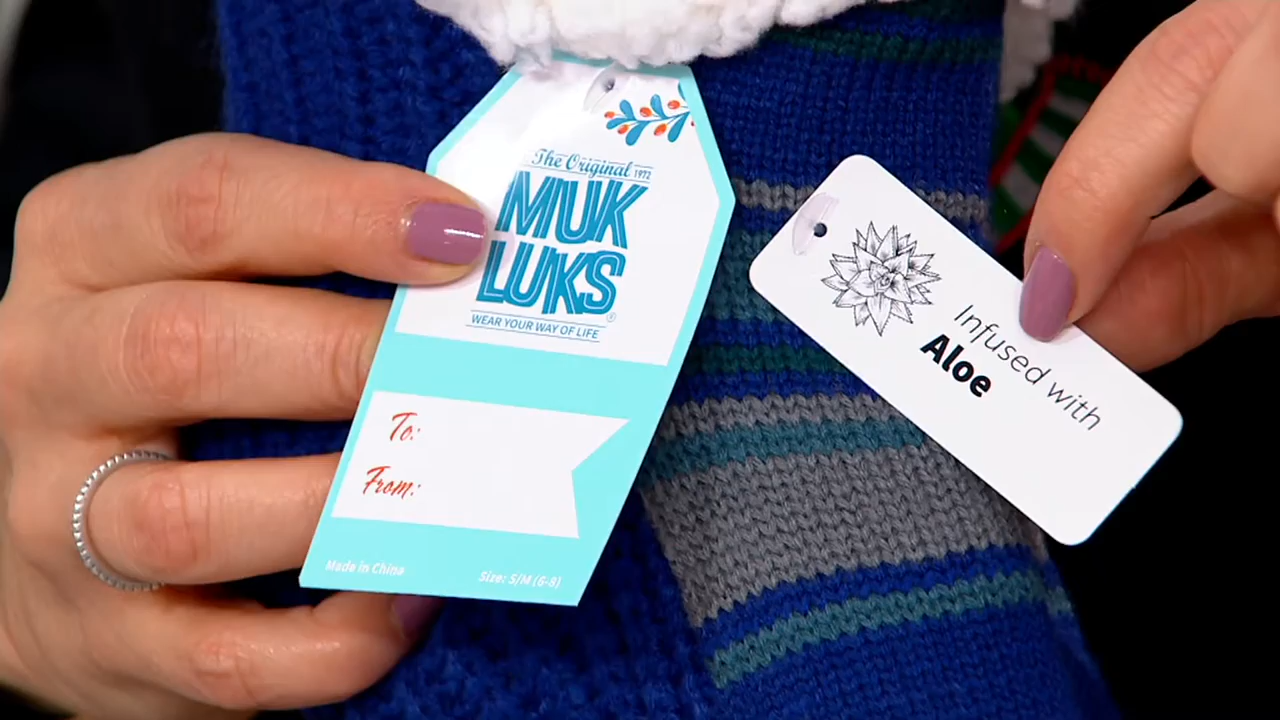 The Original 1972
MUK
LUKS®
WEAR YOUR WAY OF LIFE
To:
From:
Made in China
Size: S/M (6-8)
Infused with
Aloe